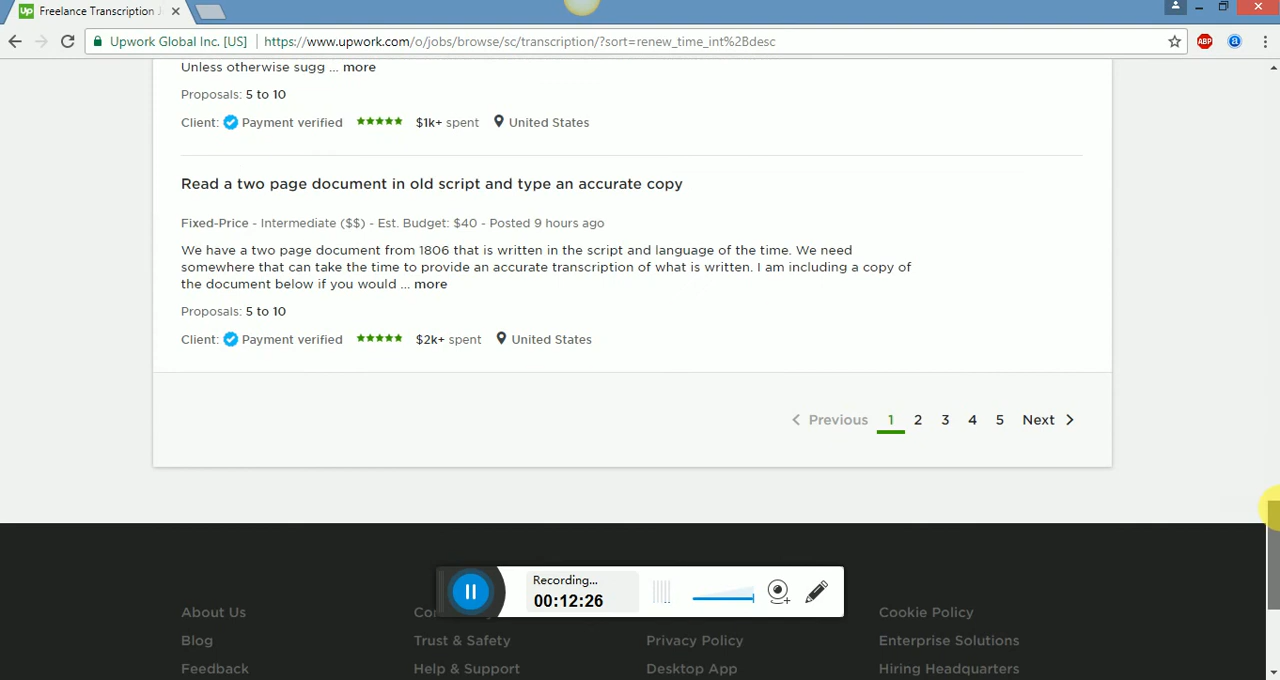 Freelance Transcription J
Upwork Global Inc. [US] https://www.upwork.com/o/jobs/browse/sc/transcription/?sort=renew_time_int%2Bdesc
ABP
Unless otherwise sugg ... more
Proposals: 5 to 10
Client: Payment verified $1k+ spent United States
Read a two page document in old script and type an accurate copy
Fixed-Price - Intermediate ($$) - Est. Budget: $40 - Posted 9 hours ago
We have a two page document from 1806 that is written in the script and language of the time. We need
somewhere that can take the time to provide an accurate transcription of what is written. I am including a copy of
the document below if you would ... more
Proposals: 5 to 10
Client: Payment verified $2k+ spent United States
Previous 1 2 3 4 5 Next
Recording...
00:12:26
About Us Cookie Policy
Blog Trust & Safety Privacy Policy Enterprise Solutions
Feedback Help & Support Desktop App Hiring Headquarters